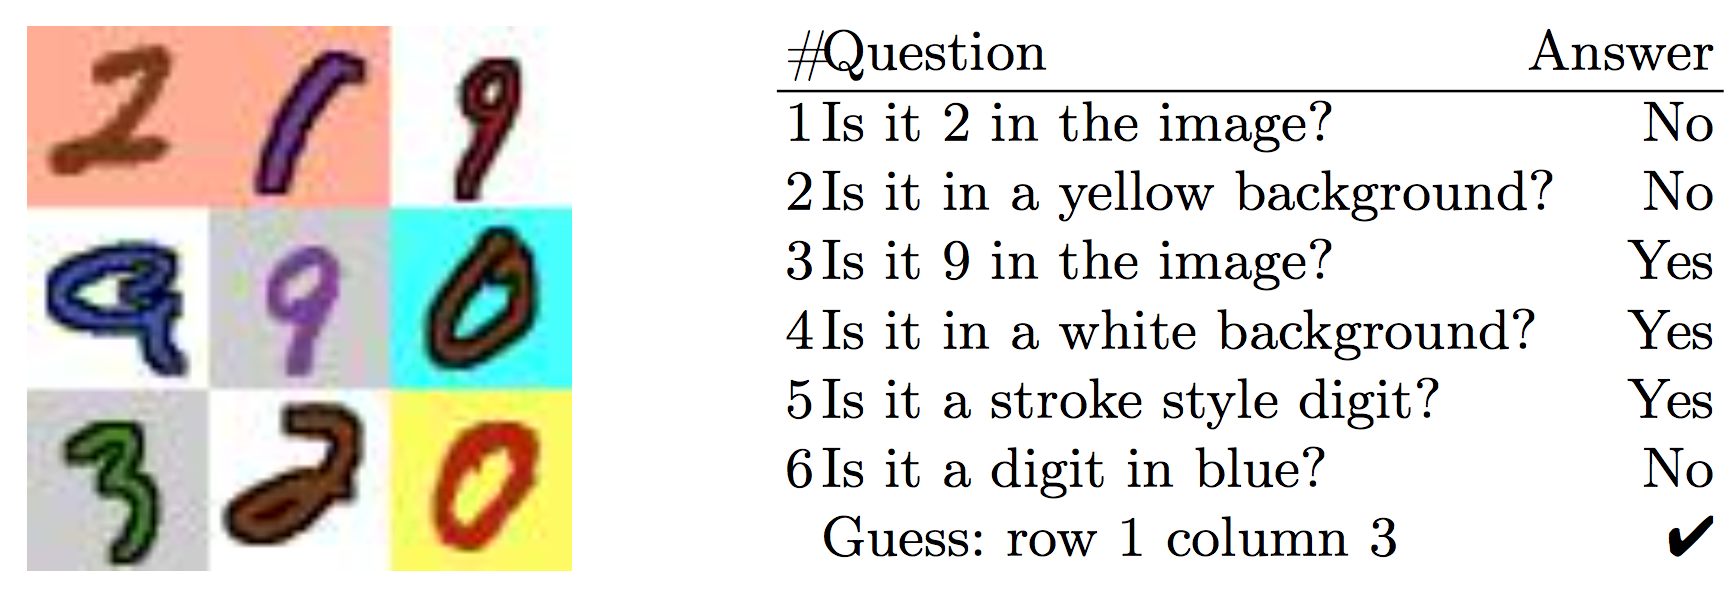 2 1 9
9 9 0
3 2 0
#Question Answer
1 Is it 2 in the image? No
2 Is it in a yellow background? No
3 Is it 9 in the image? Yes
4 Is it in a white background? Yes
5 Is it a stroke style digit? Yes
6 Is it a digit in blue? No
Guess: row 1 column 3 ✔